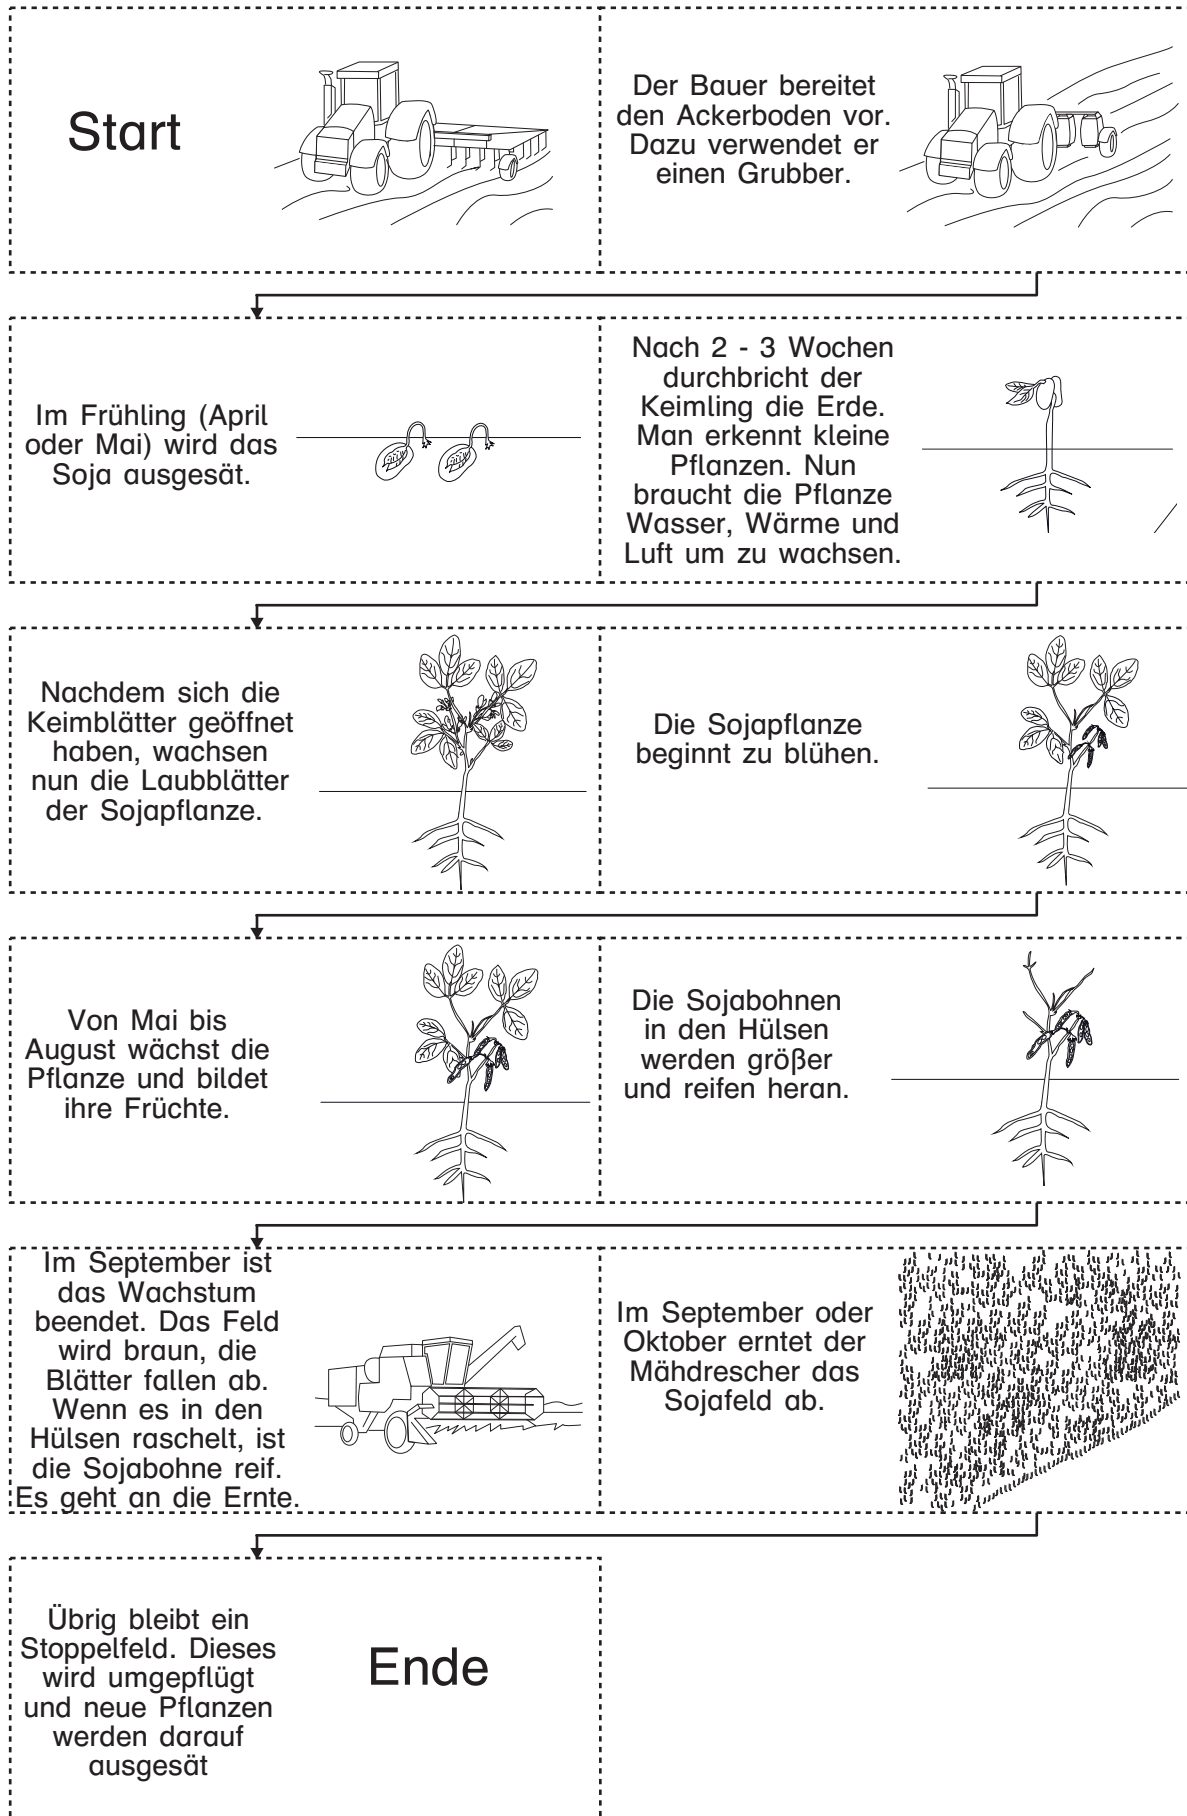 Start
Der Bauer bereitet
den Ackerboden vor.
Dazu verwendet er
einen Grubber.
Im Frühling (April
oder Mai) wird das
Soja ausgesät.
Nach 2 - 3 Wochen
durchbricht der
Keimling die Erde.
Man erkennt kleine
Pflanzen. Nun
braucht die Pflanze
Wasser, Wärme und
Luft um zu wachsen.
Nachdem sich die
Keimblätter geöffnet
haben, wachsen
nun die Laubblätter
der Sojapflanze.
Die Sojapflanze
beginnt zu blühen.
Von Mai bis
August wächst die
Pflanze und bildet
ihre Früchte.
Die Sojabohnen
in den Hülsen
werden größer
und reifen heran.
Im September ist
das Wachstum
beendet. Das Feld
wird braun, die
Blätter fallen ab.
Wenn es in den
Hülsen raschelt, ist
die Sojabohne reif.
Es geht an die Ernte.
Im September oder
Oktober erntet der
Mähdrescher das
Sojafeld ab.
Übrig bleibt ein
Stoppelfeld. Dieses
wird umgepflügt
und neue Pflanzen
werden darauf
ausgesät
Ende